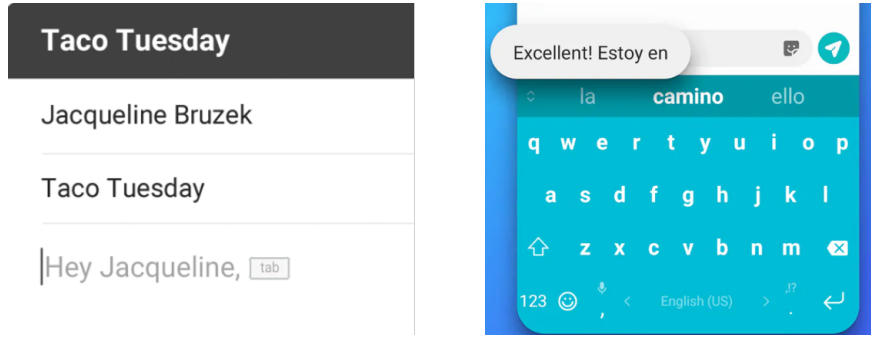 Taco Tuesday
Jacqueline Bruzek
Taco Tuesday
Hey Jacqueline, tab
Excellent! Estoy en
la camino ello
q w e r t y u i o p
a s d f g h j k l
z x c v b n m
123 , < English (US) > ,!? .